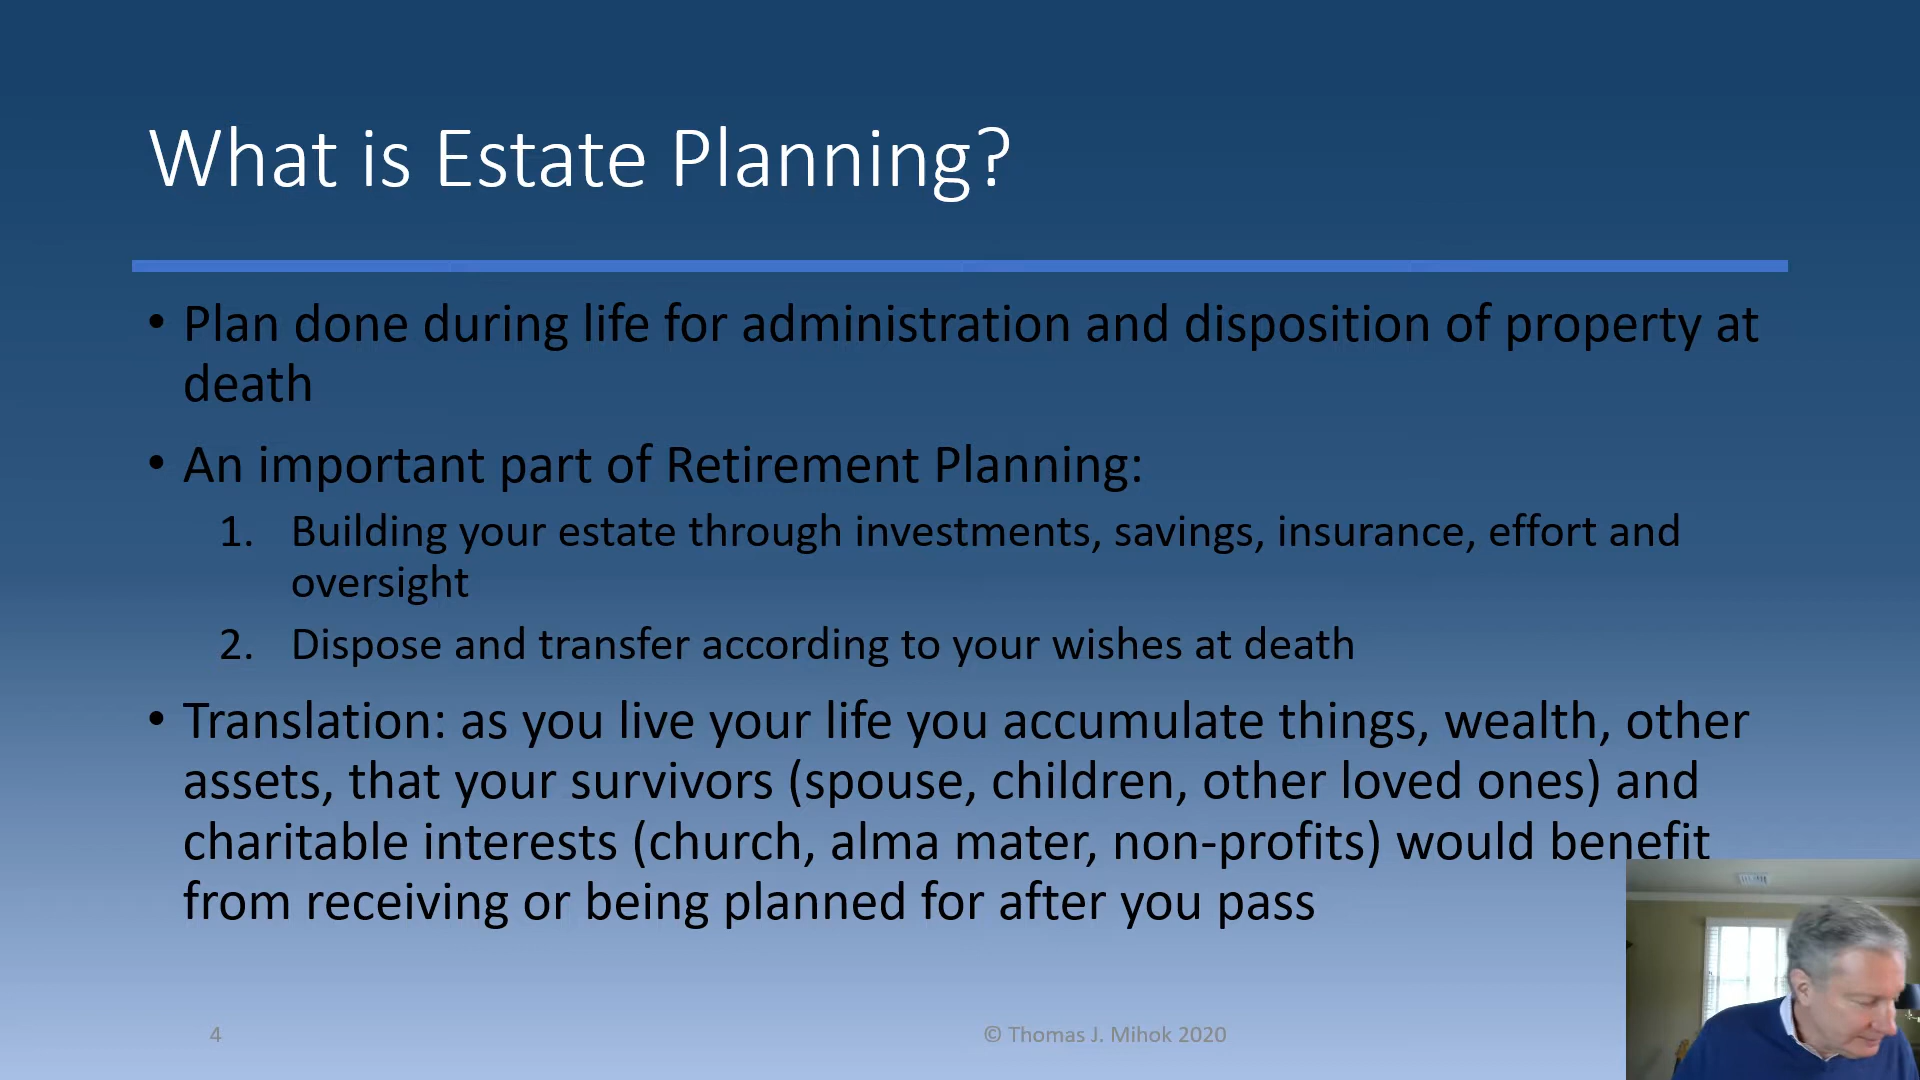 What is Estate Planning?
• Plan done during life for administration and disposition of property at
death
• An important part of Retirement Planning:
1. Building your estate through investments, savings, insurance, effort and
oversight
2. Dispose and transfer according to your wishes at death
• Translation: as you live your life you accumulate things, wealth, other
assets, that your survivors (spouse, children, other loved ones) and
charitable interests (church, alma mater, non-profits) would benefit
from receiving or being planned for after you pass
4
© Thomas J. Mihok 2020